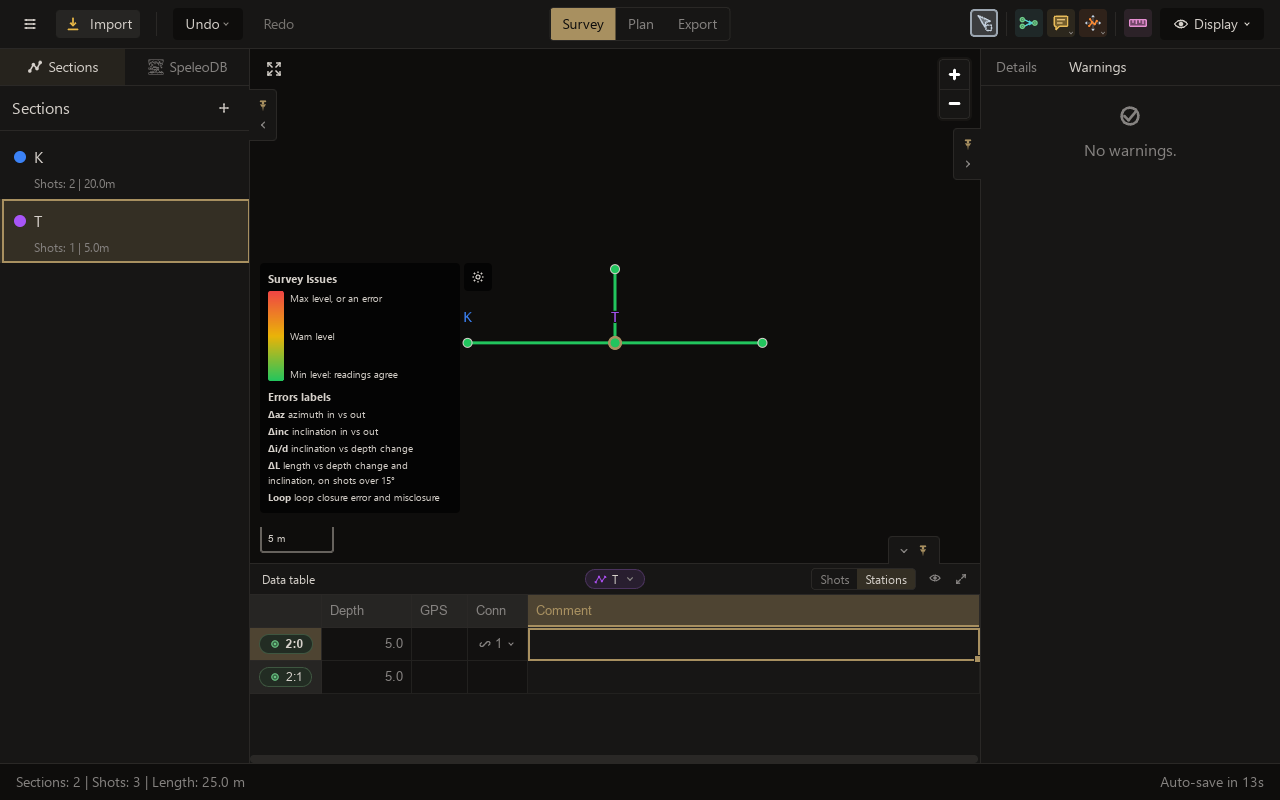 Import
Undo
Redo
Survey
Plan
Export
Display
Sections
SpeleoDB
Details
Warnings
Sections
K
Shots: 2 | 20.0m
T
Shots: 1 | 5.0m
No warnings.
Survey Issues
Max level, or an error
Warn level
Min level: readings agree
Errors labels
Δaz azimuth in vs out
Δinc inclination in vs out
Δi/d inclination vs depth change
ΔL length vs depth change and
inclination, on shots over 15°
Loop loop closure error and misclosure
K
T
5 m
Data table
T
Shots
Stations
Depth
GPS
Conn
Comment
2:0
5.0
1
2:1
5.0
Sections: 2 | Shots: 3 | Length: 25.0 m
Auto-save in 13s